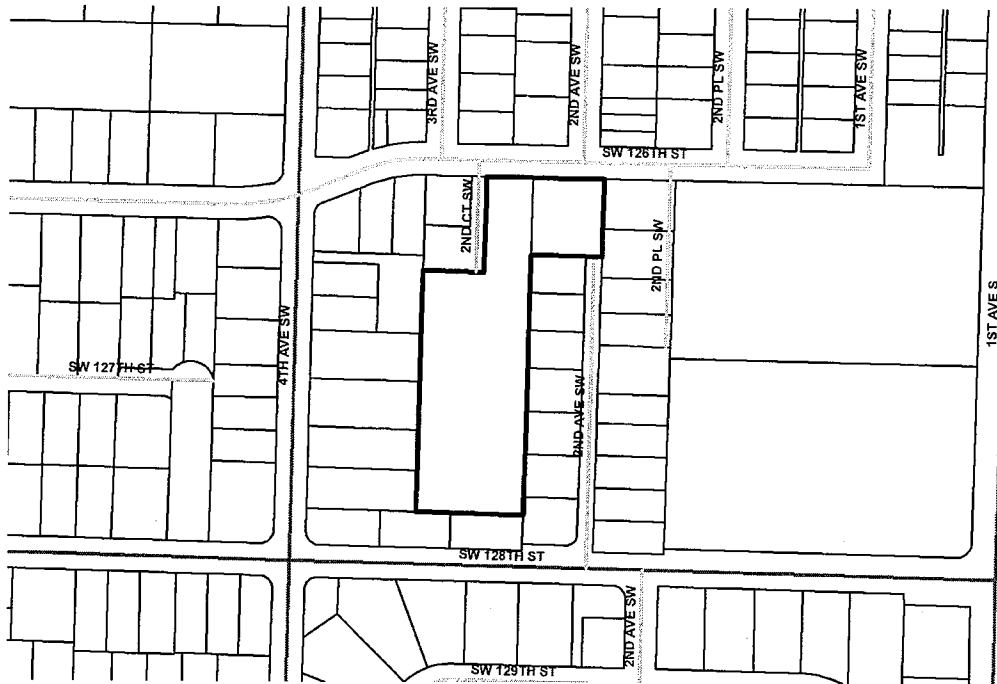 3RD AVE SW
2ND AVE SW
2ND PL SW
1ST AVE SW
SW 126TH ST
2ND CT SW
2ND PL SW
1ST AVE S
4TH AVE SW
SW 127TH ST
2ND AVE SW
SW 128TH ST
2ND AVE SW
SW 129TH ST